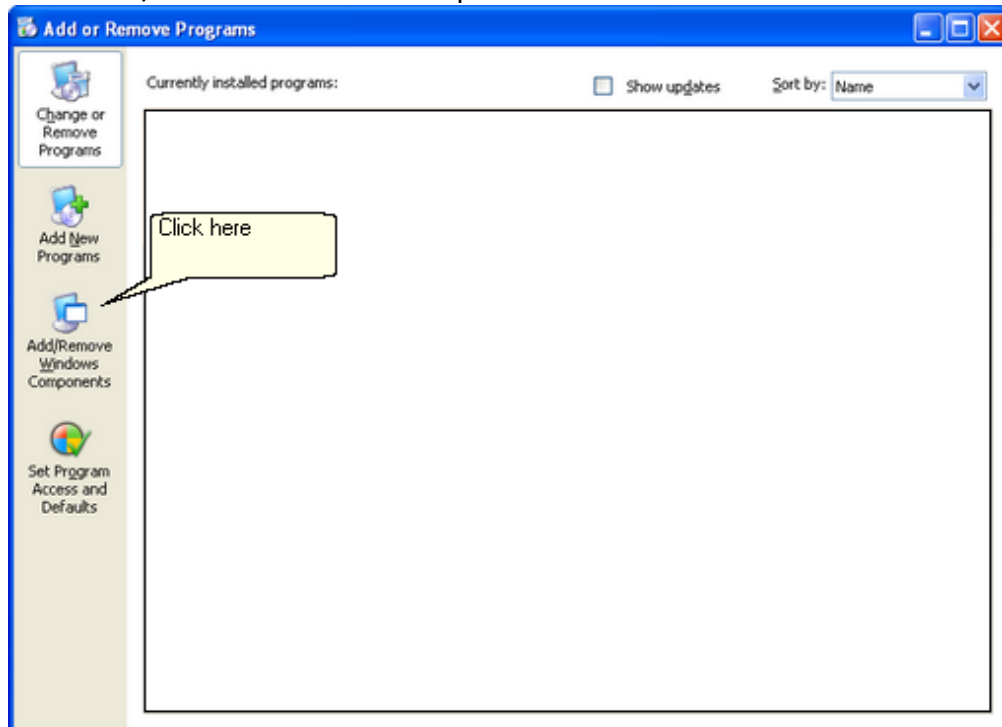 Add or Remove Programs
Change or
Remove
Programs
Currently installed programs:
Show updates
Sort by: Name
Add New
Programs
Click here
Add/Remove
Windows
Components
Set Program
Access and
Defaults